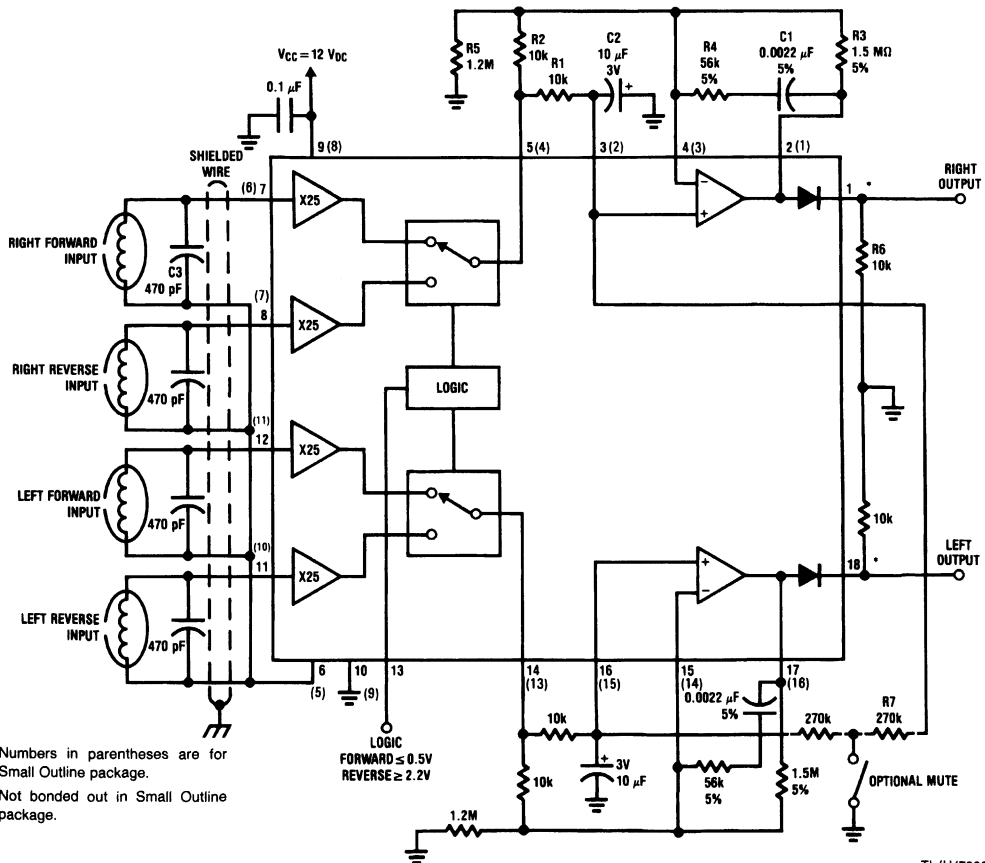 R5
1.2M
R2
10k
R1
10k
C2
10 μF
3V
+
R4
56k
5%
C1
0.0022 μF
5%
R3
1.5 MΩ
5%
VCC = 12 VDC
0.1 μF
9 (8)
5 (4)
3 (2)
4 (3)
2 (1)
SHIELDED
WIRE
(6) 7
X25
RIGHT FORWARD
INPUT
C3
470 pF
(7)
8
X25
RIGHT REVERSE
INPUT
470 pF
(11)
12
X25
LEFT FORWARD
INPUT
470 pF
(10)
11
X25
LEFT REVERSE
INPUT
470 pF
LOGIC
−
+
1 *
RIGHT
OUTPUT
R6
10k
10k
+
−
18 *
LEFT
OUTPUT
6
(5)
10
(9)
13
14
(13)
16
(15)
15
(14)
17
(16)
LOGIC
FORWARD ≤ 0.5V
REVERSE ≥ 2.2V
10k
10k
+
3V
10 μF
0.0022 μF
5%
56k
5%
1.5M
5%
270k
R7
270k
OPTIONAL MUTE
1.2M
Numbers in parentheses are for
Small Outline package.
Not bonded out in Small Outline
package.